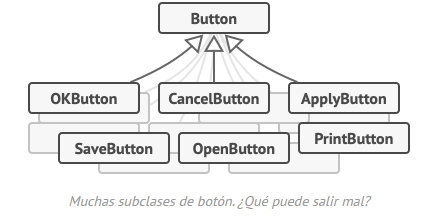 Button
OKButton
CancelButton
ApplyButton
SaveButton
OpenButton
PrintButton
Muchas subclases de botón. ¿Qué puede salir mal?